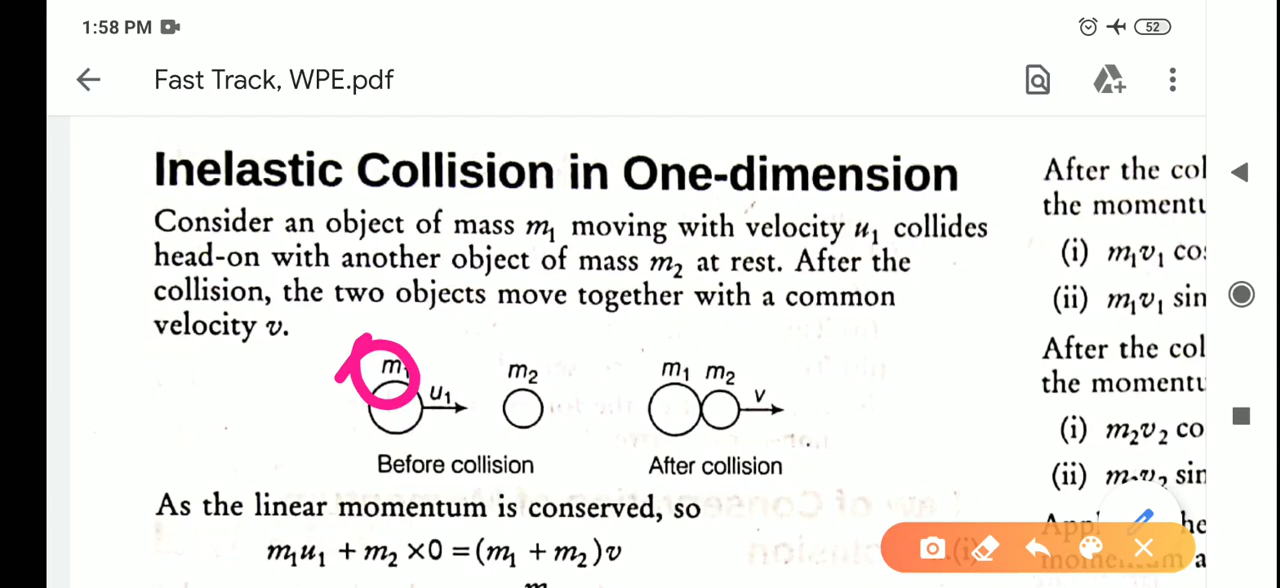 1:58 PM
52
Fast Track, WPE.pdf
Inelastic Collision in One-dimension
Consider an object of mass m₁ moving with velocity u₁ collides
head-on with another object of mass m₂ at rest. After the
collision, the two objects move together with a common
velocity v.
m₁ u₁ m₂ m₁ m₂ v
Before collision After collision
As the linear momentum is conserved, so
m₁u₁ + m₂ ×0 = (m₁ + m₂)v
After the col
the momentu
(i) m₁v₁ cos
(ii) m₁v₁ sin
After the col
the momentu
(i) m₂v₂ co
(ii) m₂v₂ sin